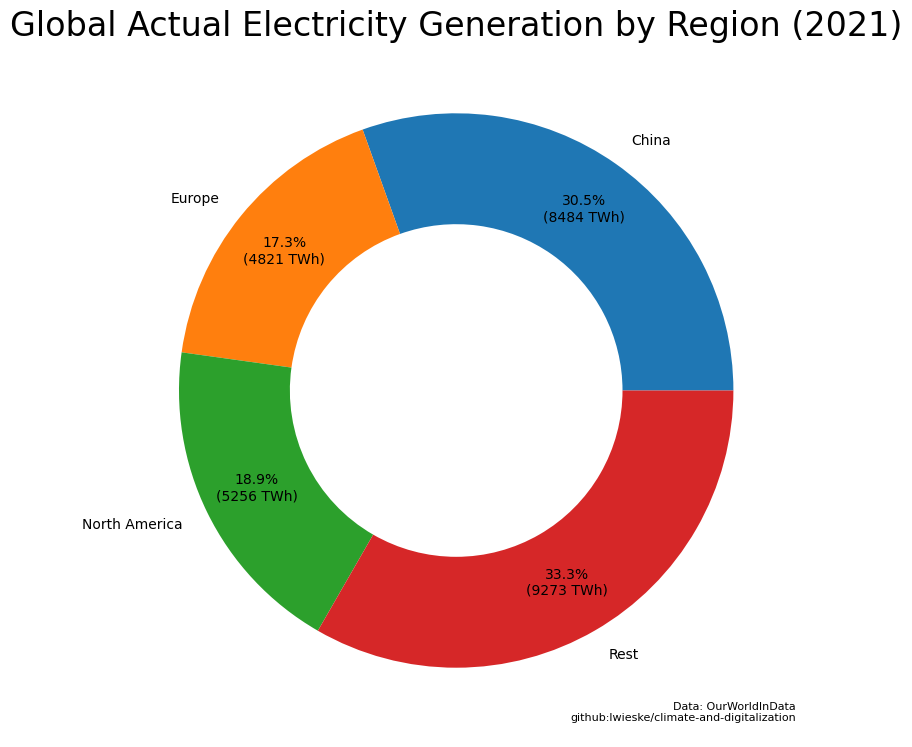 Global Actual Electricity Generation by Region (2021)
China
30.5%
(8484 TWh)
Europe
17.3%
(4821 TWh)
18.9%
(5256 TWh)
North America
33.3%
(9273 TWh)
Rest
Data: OurWorldInData
github:lwieske/climate-and-digitalization